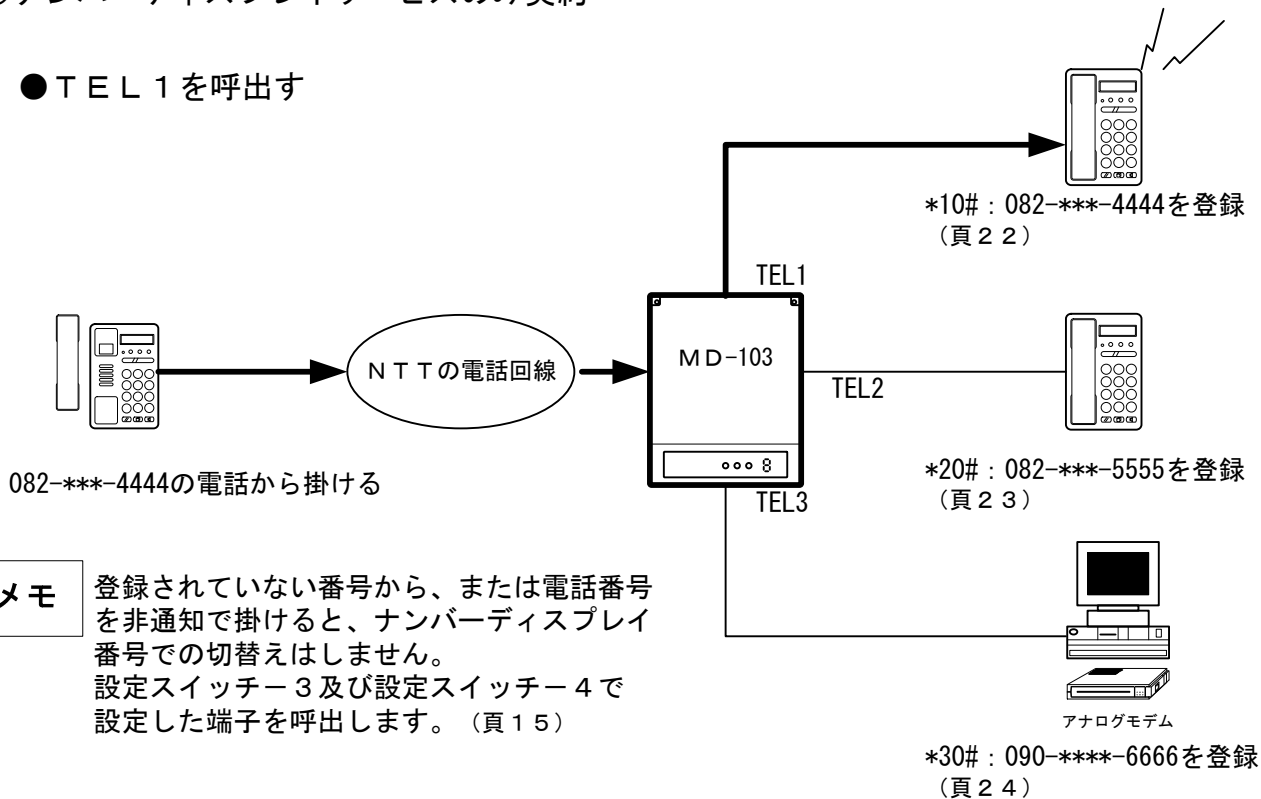 ●ＴＥＬ１を呼出す
*10#：082-***-4444を登録
（頁２２）
TEL1
ＮＴＴの電話回線
ＭＤ-103
TEL2
082-***-4444の電話から掛ける
*20#：082-***-5555を登録
（頁２３）
TEL3
メモ
登録されていない番号から、または電話番号
を非通知で掛けると、ナンバーディスプレイ
番号での切替えはしません。
設定スイッチー３及び設定スイッチー４で
設定した端子を呼出します。（頁１５）
アナログモデム
*30#：090-****-6666を登録
（頁２４）